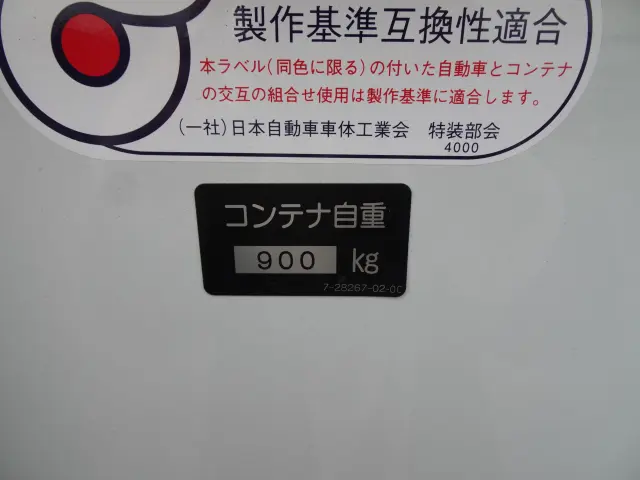 製作基準互換性適合
本ラベル(同色に限る)の付いた自動車とコンテナ
の交互の組合せ使用は製作基準に適合します。
(一社)日本自動車車体工業会 特装部会
4000
コンテナ自重
900 kg
7-28267-02-00